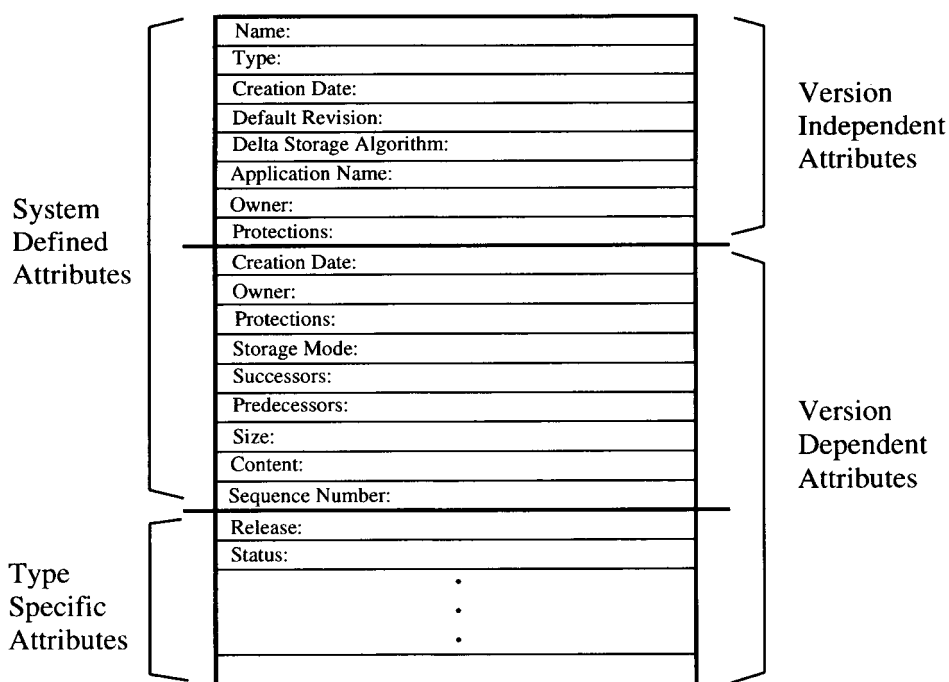 Name:
Type:
Creation Date:
Default Revision:
Delta Storage Algorithm:
Application Name:
Owner:
Protections:
Creation Date:
Owner:
Protections:
Storage Mode:
Successors:
Predecessors:
Size:
Content:
Sequence Number:
Release:
Status:
System
Defined
Attributes
Type
Specific
Attributes
Version
Independent
Attributes
Version
Dependent
Attributes